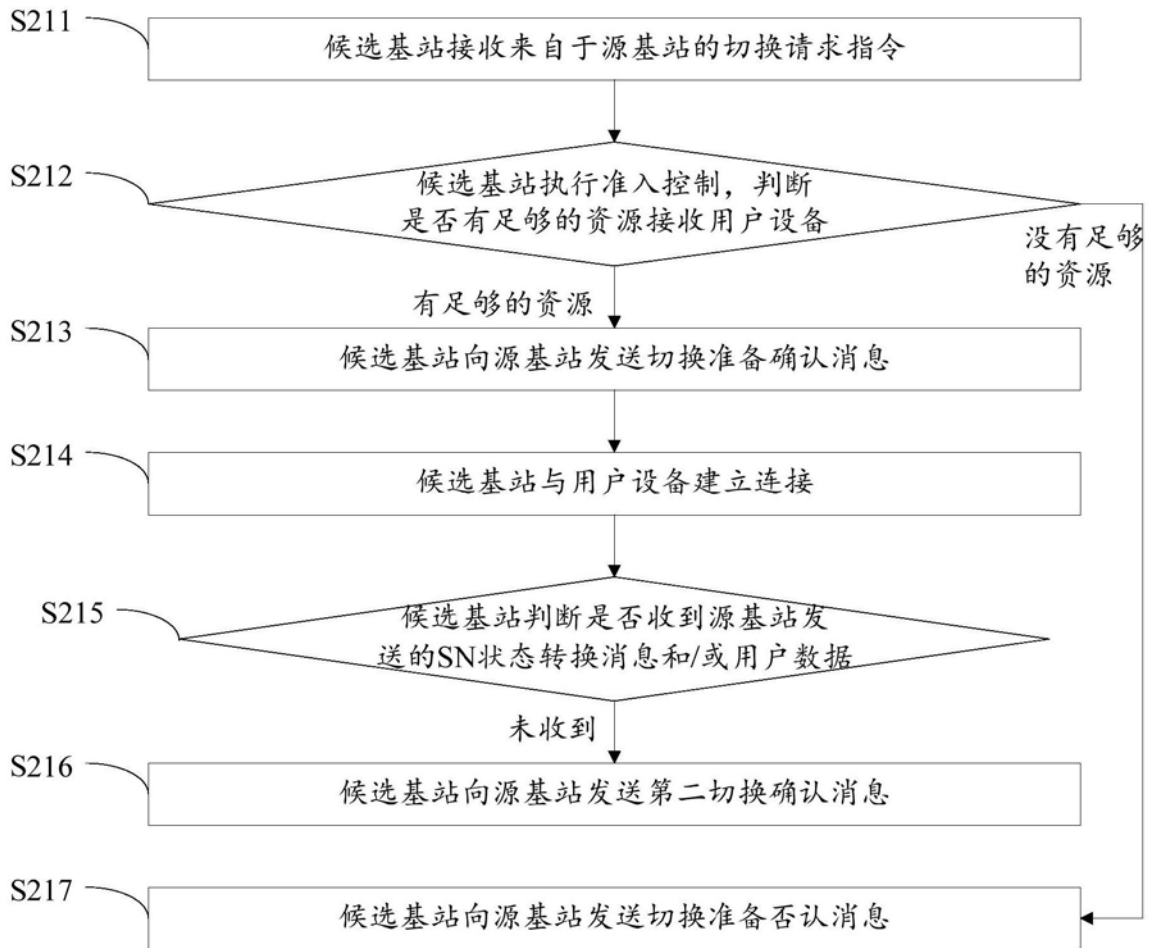 S211
候选基站接收来自于源基站的切换请求指令
S212
候选基站执行准入控制，判断
是否有足够的资源接收用户设备
没有足够
的资源
有足够的资源
S213
候选基站向源基站发送切换准备确认消息
S214
候选基站与用户设备建立连接
S215
候选基站判断是否收到源基站发
送的SN状态转换消息和/或用户数据
未收到
S216
候选基站向源基站发送第二切换确认消息
S217
候选基站向源基站发送切换准备否认消息